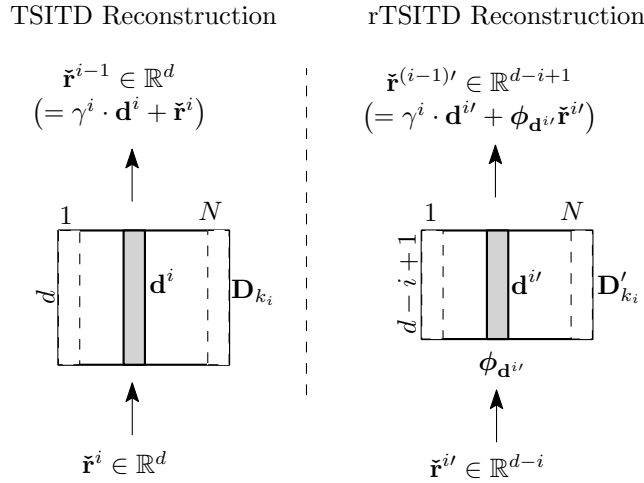 TSITD Reconstruction
ř^{i−1} ∈ ℝ^d
(= γ^i · d^i + ř^i)
1 N
d
d^i
D_{k_i}
ř^i ∈ ℝ^d
rTSITD Reconstruction
ř^{(i−1)′} ∈ ℝ^{d−i+1}
(= γ^i · d^{i′} + ϕ_{d^{i′}} ř^{i′})
1 N
d − i + 1
d^{i′}
D′_{k_i}
ϕ_{d^{i′}}
ř^{i′} ∈ ℝ^{d−i}